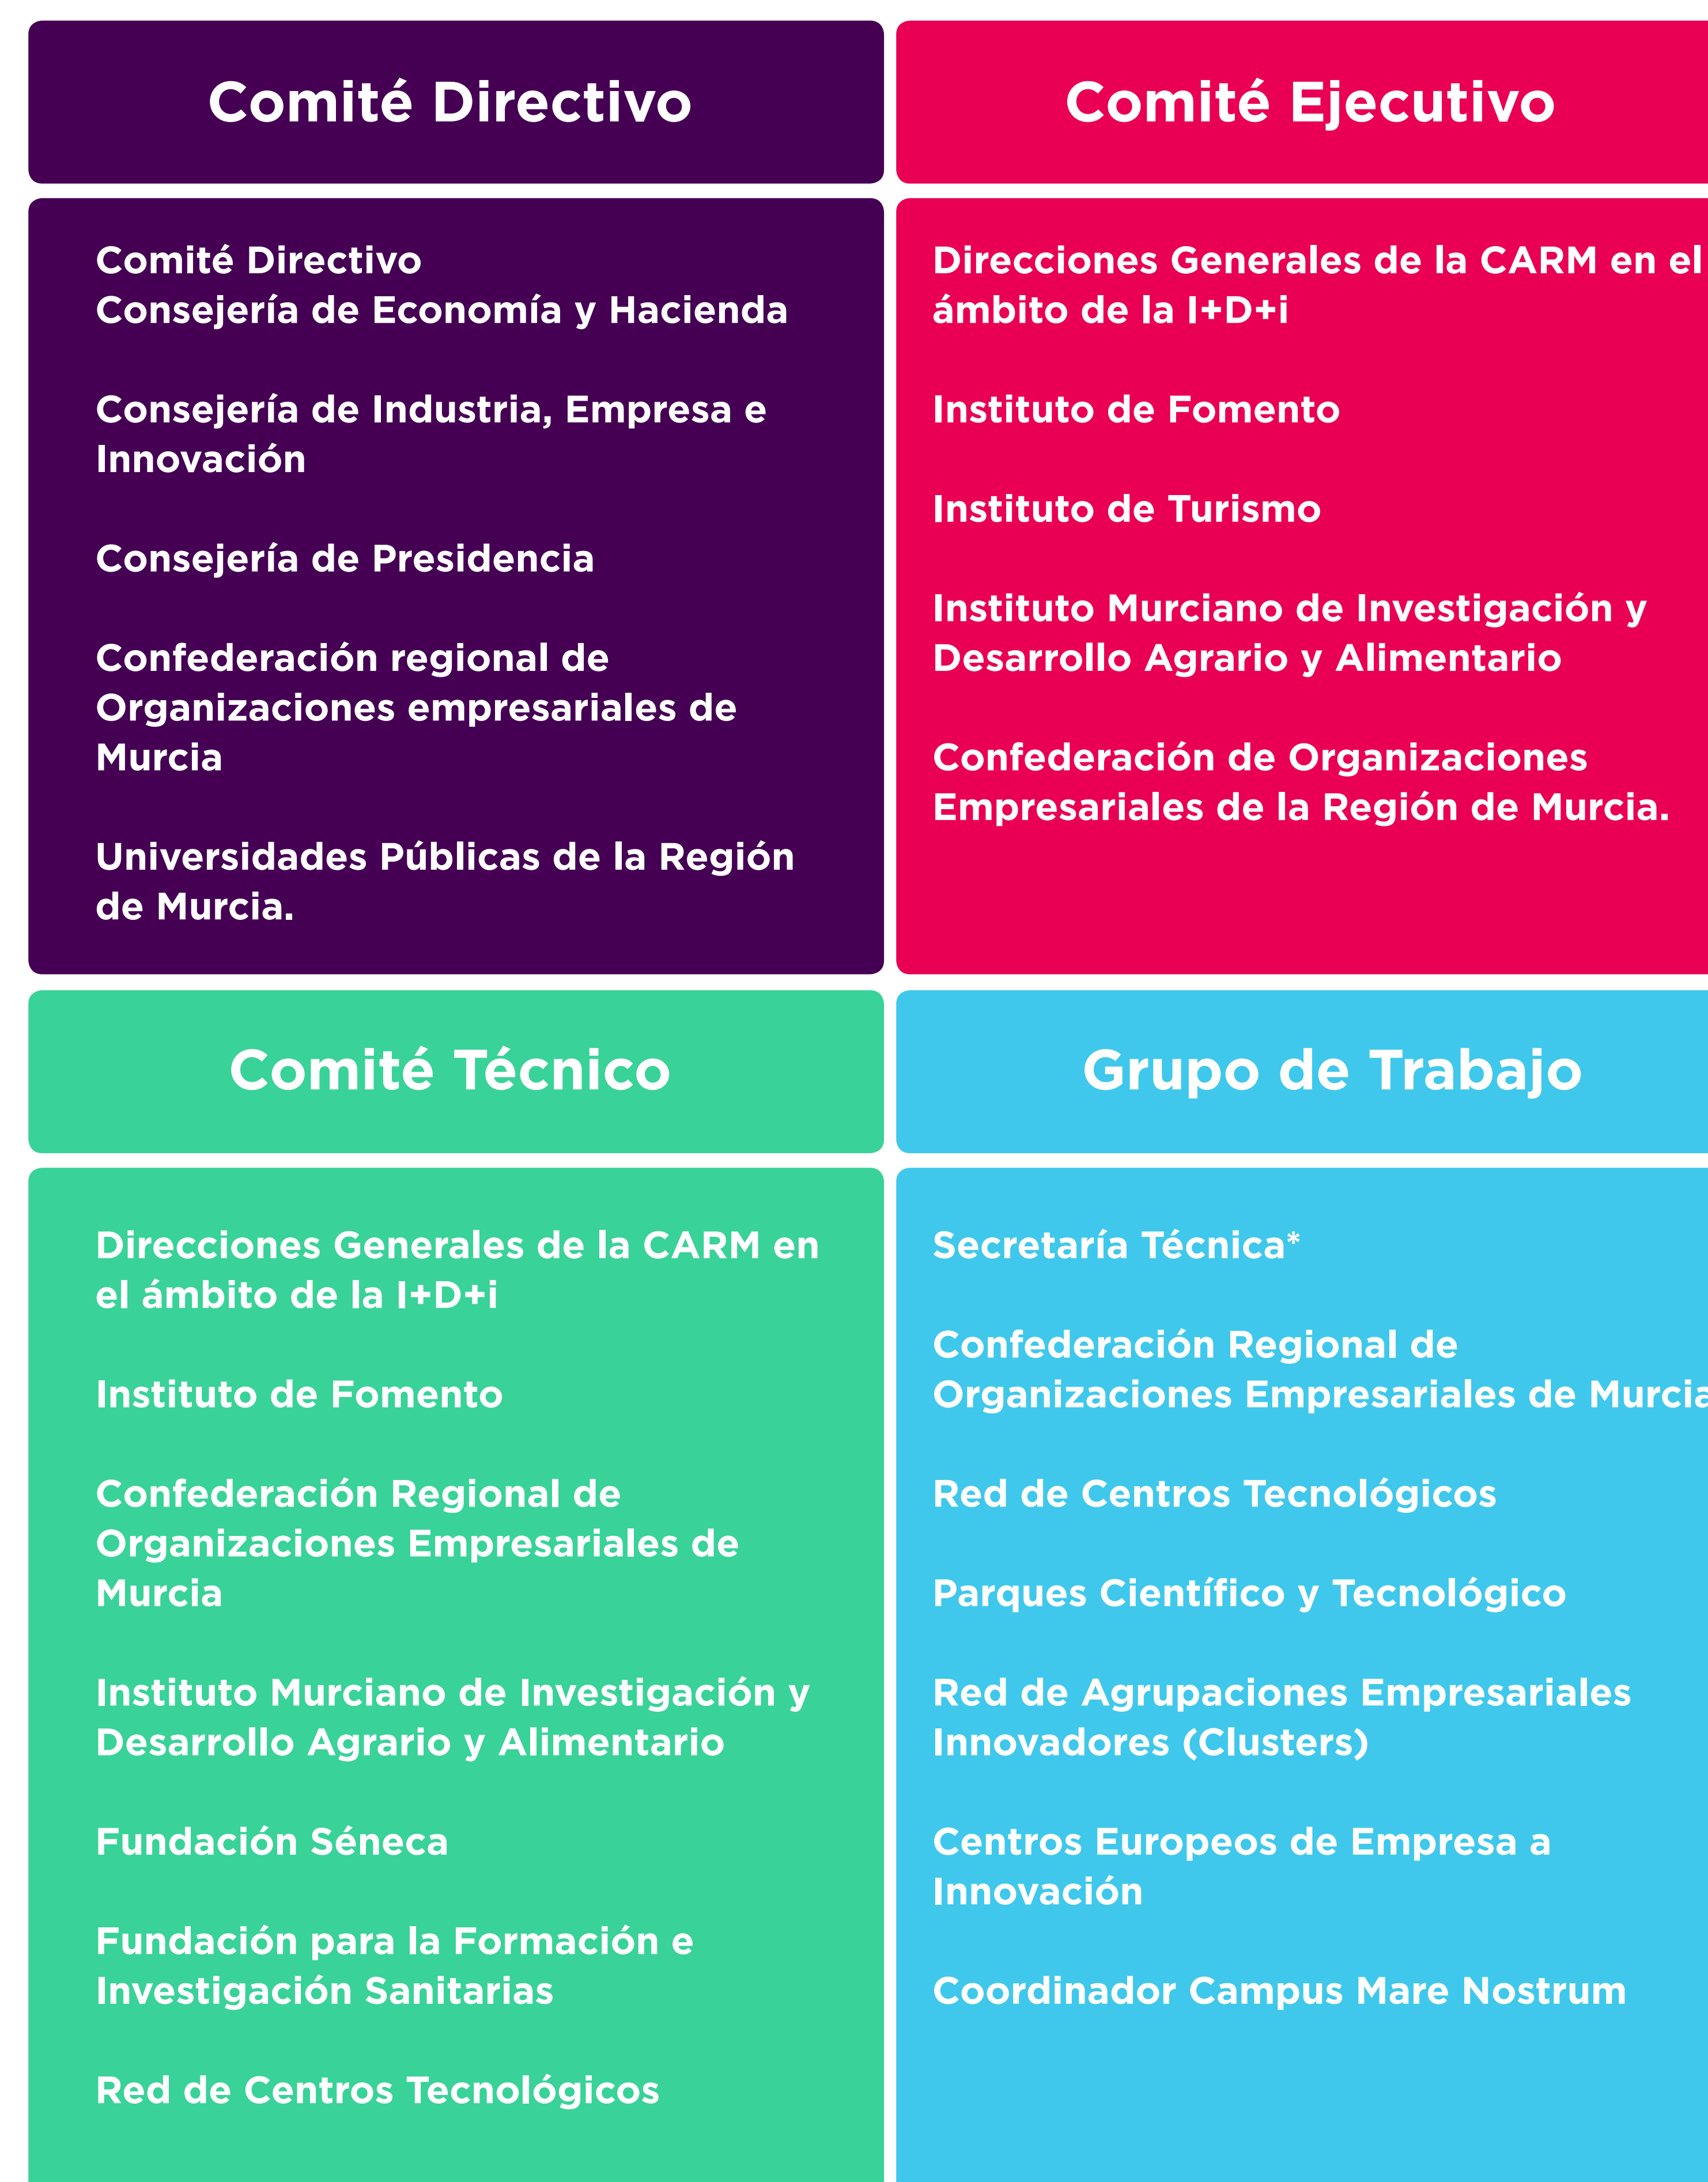 Comité Directivo
Comité Directivo
Consejería de Economía y Hacienda
Consejería de Industria, Empresa e
Innovación
Consejería de Presidencia
Confederación regional de
Organizaciones empresariales de
Murcia
Universidades Públicas de la Región
de Murcia.
Comité Ejecutivo
Direcciones Generales de la CARM en el
ámbito de la I+D+i
Instituto de Fomento
Instituto de Turismo
Instituto Murciano de Investigación y
Desarrollo Agrario y Alimentario
Confederación de Organizaciones
Empresariales de la Región de Murcia.
Comité Técnico
Direcciones Generales de la CARM en
el ámbito de la I+D+i
Instituto de Fomento
Confederación Regional de
Organizaciones Empresariales de
Murcia
Instituto Murciano de Investigación y
Desarrollo Agrario y Alimentario
Fundación Séneca
Fundación para la Formación e
Investigación Sanitarias
Red de Centros Tecnológicos
Grupo de Trabajo
Secretaría Técnica*
Confederación Regional de
Organizaciones Empresariales de Murcia
Red de Centros Tecnológicos
Parques Científico y Tecnológico
Red de Agrupaciones Empresariales
Innovadores (Clusters)
Centros Europeos de Empresa a
Innovación
Coordinador Campus Mare Nostrum